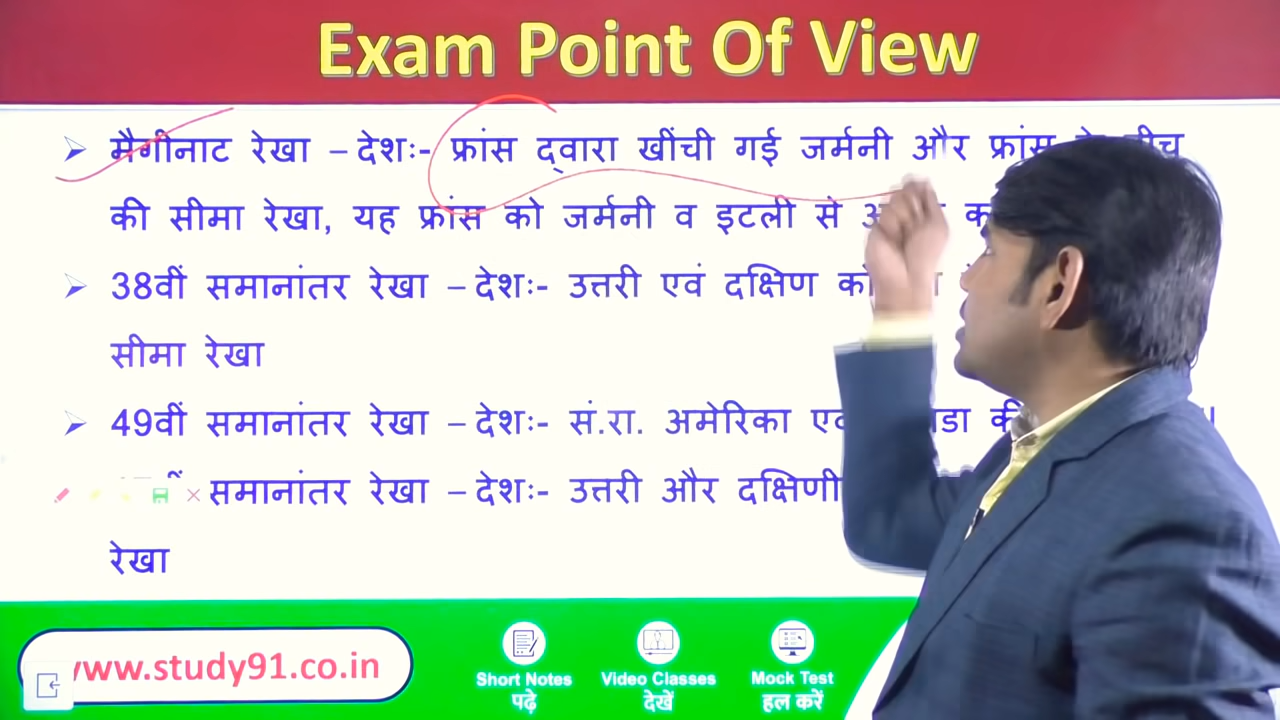 Exam Point Of View
मैगीनाट रेखा – देशः- फ्रांस द्वारा खींची गई जर्मनी और फ्रांस
की सीमा रेखा, यह फ्रांस को जर्मनी व इटली से
38वीं समानांतर रेखा – देशः- उत्तरी एवं दक्षिण
सीमा रेखा
49वीं समानांतर रेखा – देशः- सं.रा. अमेरिका
समानांतर रेखा – देशः- उत्तरी और दक्षिणी
रेखा
www.study91.co.in
Short Notes
पढ़े
Video Classes
देखें
Mock Test
हल करें